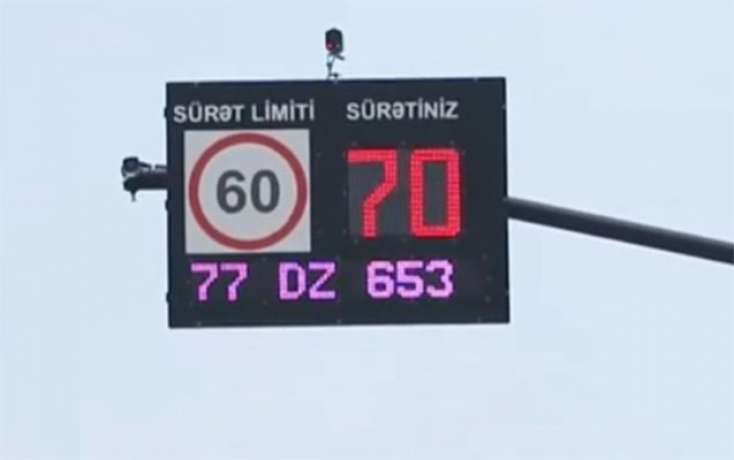 SÜRƏT LİMİTİ SÜRƏTİNİZ
60 70
77 DZ 653